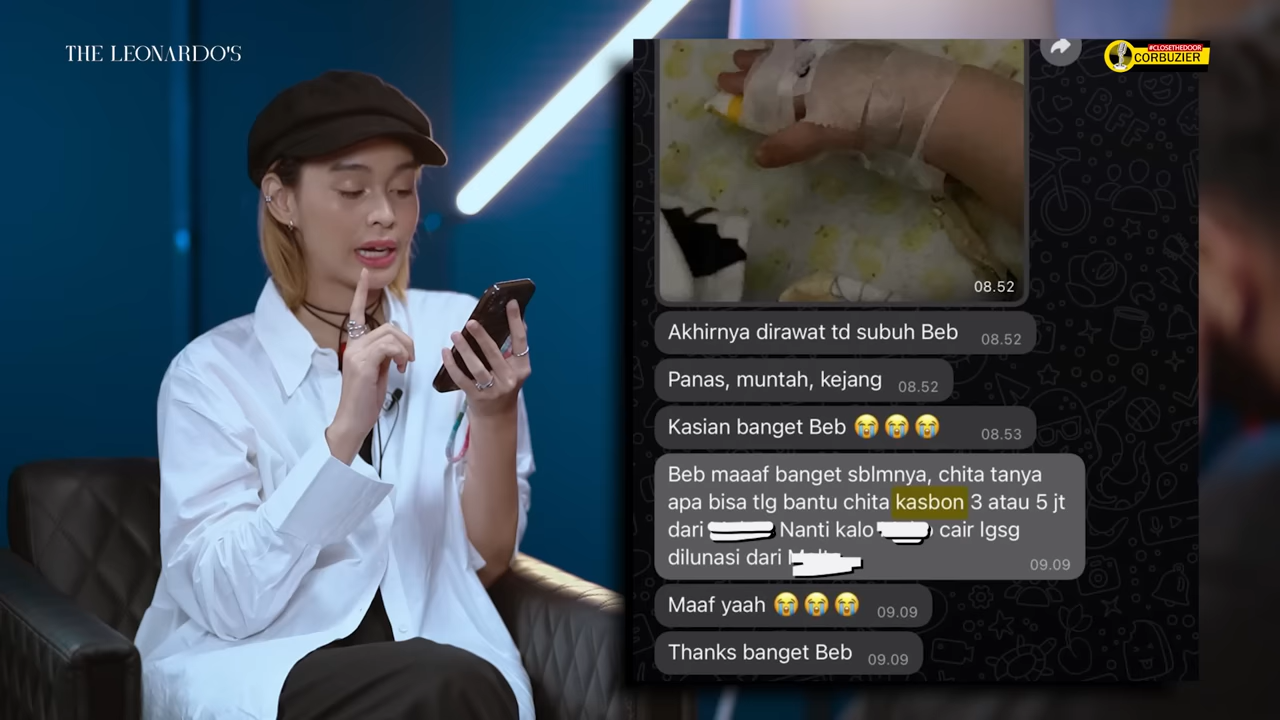 THE LEONARDO'S
#CLOSETHEDOOR
CORBUZIER
08.52
Akhirnya dirawat td subuh Beb 08.52
Panas, muntah, kejang 08.52
Kasian banget Beb 😭😭😭 08.53
Beb maaaf banget sblmnya, chita tanya
apa bisa tlg bantu chita kasbon 3 atau 5 jt
dari Nanti kalo cair lgsg
dilunasi dari 09.09
Maaf yaah 😭😭😭 09.09
Thanks banget Beb 09.09